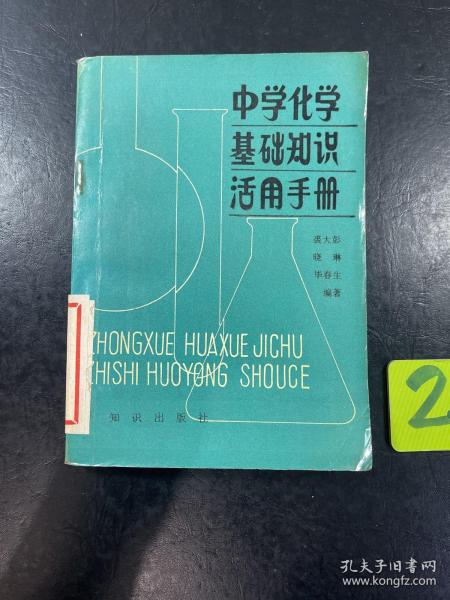 中学化学
基础知识
活用手册
裘大彭
晓琳
毕春生
编著
ZHONGXUE HUAXUE JICHU
ZHISHI HUOYONG SHOUCE
知识出版社
2
孔夫子旧书网
www.kongfz.com